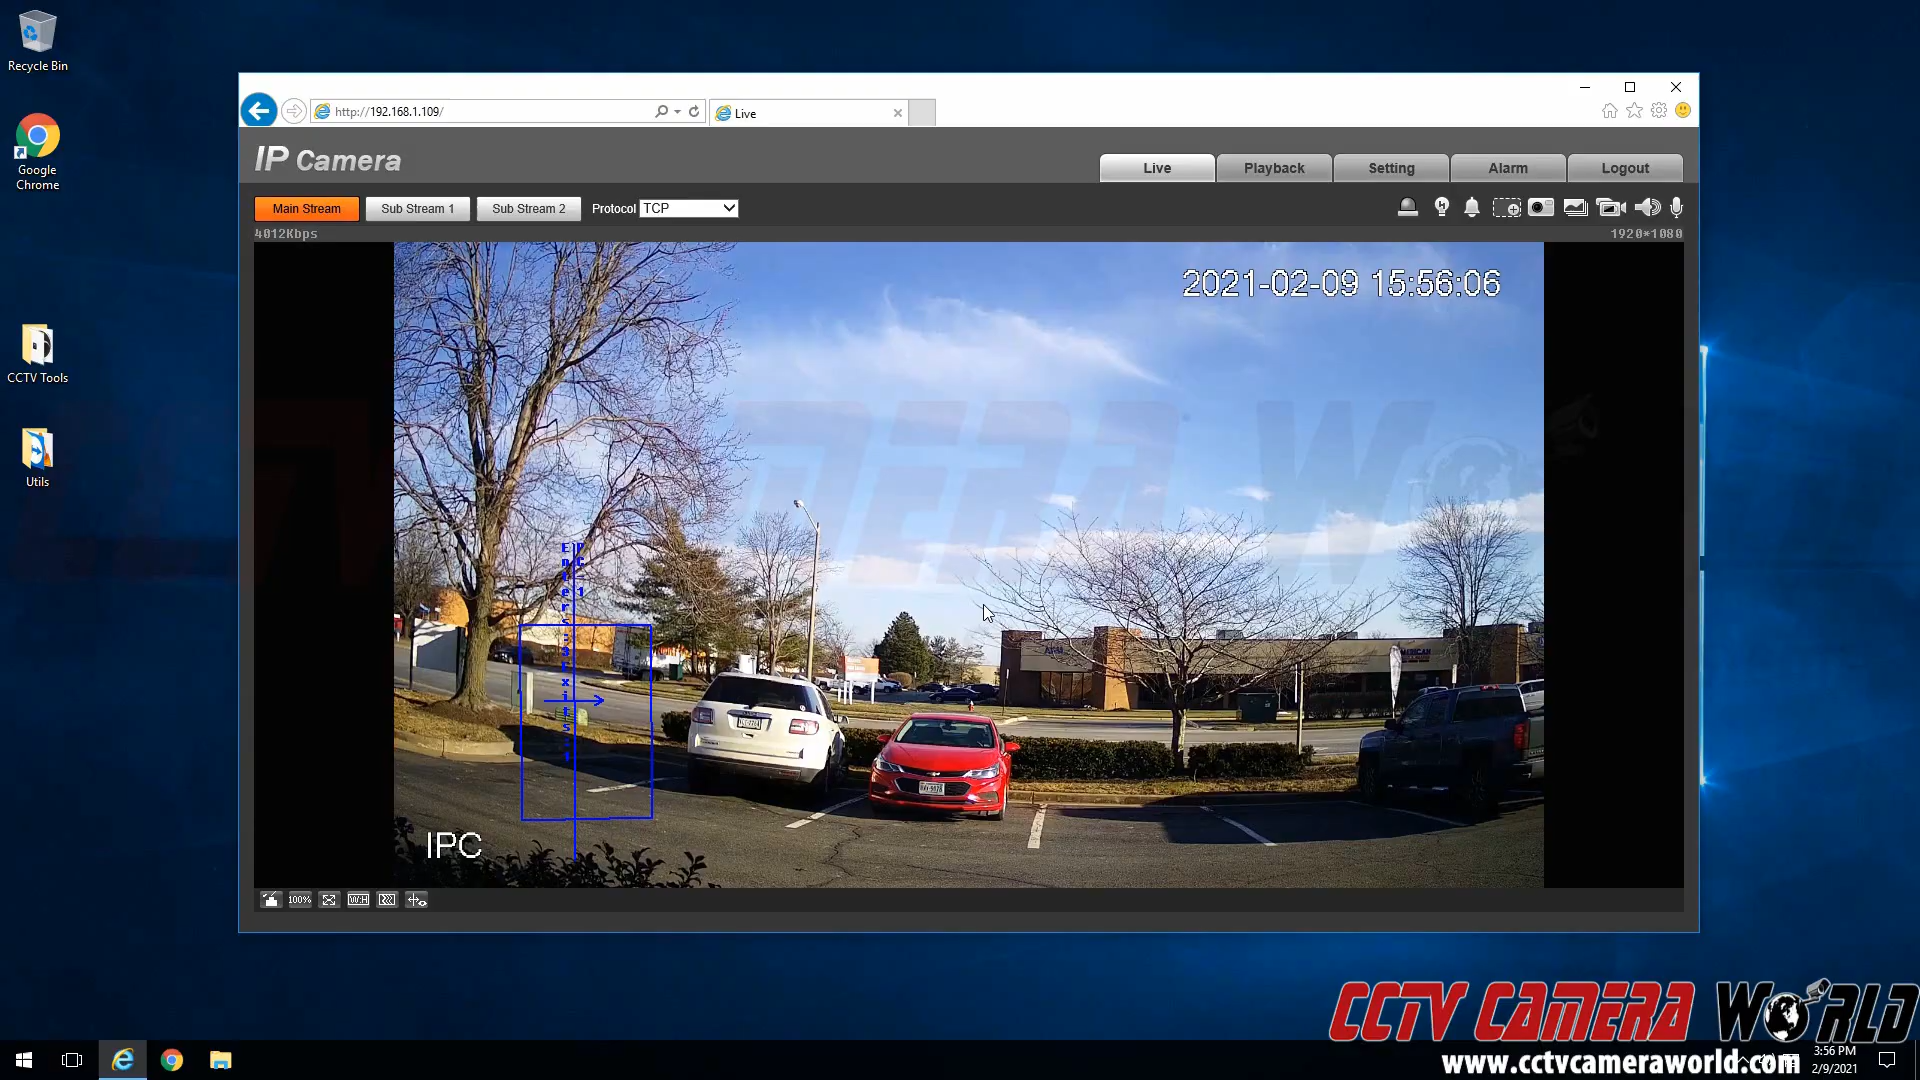 Recycle Bin
Google
Chrome
CCTV Tools
Utils
http://192.168.1.109/
Live
IP Camera
Live
Playback
Setting
Alarm
Logout
Main Stream
Sub Stream 1
Sub Stream 2
Protocol
TCP
4012Kbps
1920*1080
2021-02-09 15:56:06
IPC
100%
W:H
CCTV CAMERA WORLD
www.cctvcameraworld.com
3:56 PM
2/9/2021